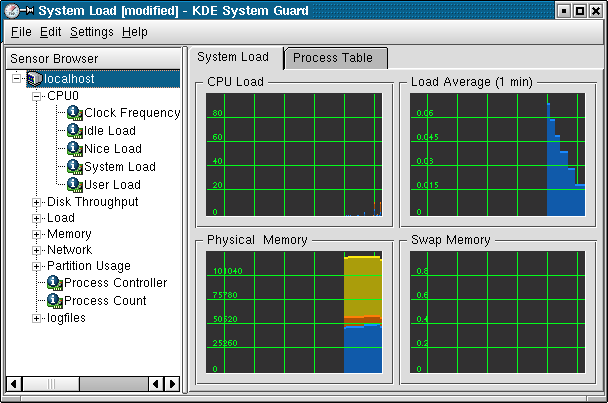 System Load [modified] - KDE System Guard
File Edit Settings Help
Sensor Browser
localhost
CPU0
Clock Frequency
Idle Load
Nice Load
System Load
User Load
Disk Throughput
Load
Memory
Network
Partition Usage
Process Controller
Process Count
logfiles
System Load
Process Table
CPU Load
80
60
40
20
0
Load Average (1 min)
0.06
0.045
0.03
0.015
0
Physical Memory
101040
75780
50520
25260
Swap Memory
0.8
0.6
0.4
0.2
0